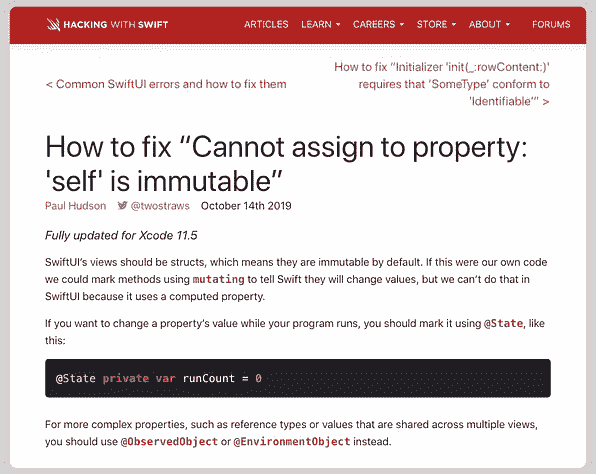 HACKING WITH SWIFT
ARTICLES LEARN CAREERS STORE ABOUT FORUMS
< Common SwiftUI errors and how to fix them
How to fix “Initializer 'init(_:rowContent:)'
requires that ‘SomeType’ conform to
'Identifiable’” >
How to fix “Cannot assign to property:
'self' is immutable”
Paul Hudson @twostraws October 14th 2019
Fully updated for Xcode 11.5
SwiftUI’s views should be structs, which means they are immutable by default. If this were our own code
we could mark methods using mutating to tell Swift they will change values, but we can’t do that in
SwiftUI because it uses a computed property.
If you want to change a property’s value while your program runs, you should mark it using @State, like
this:
@State private var runCount = 0
For more complex properties, such as reference types or values that are shared across multiple views,
you should use @ObservedObject or @EnvironmentObject instead.